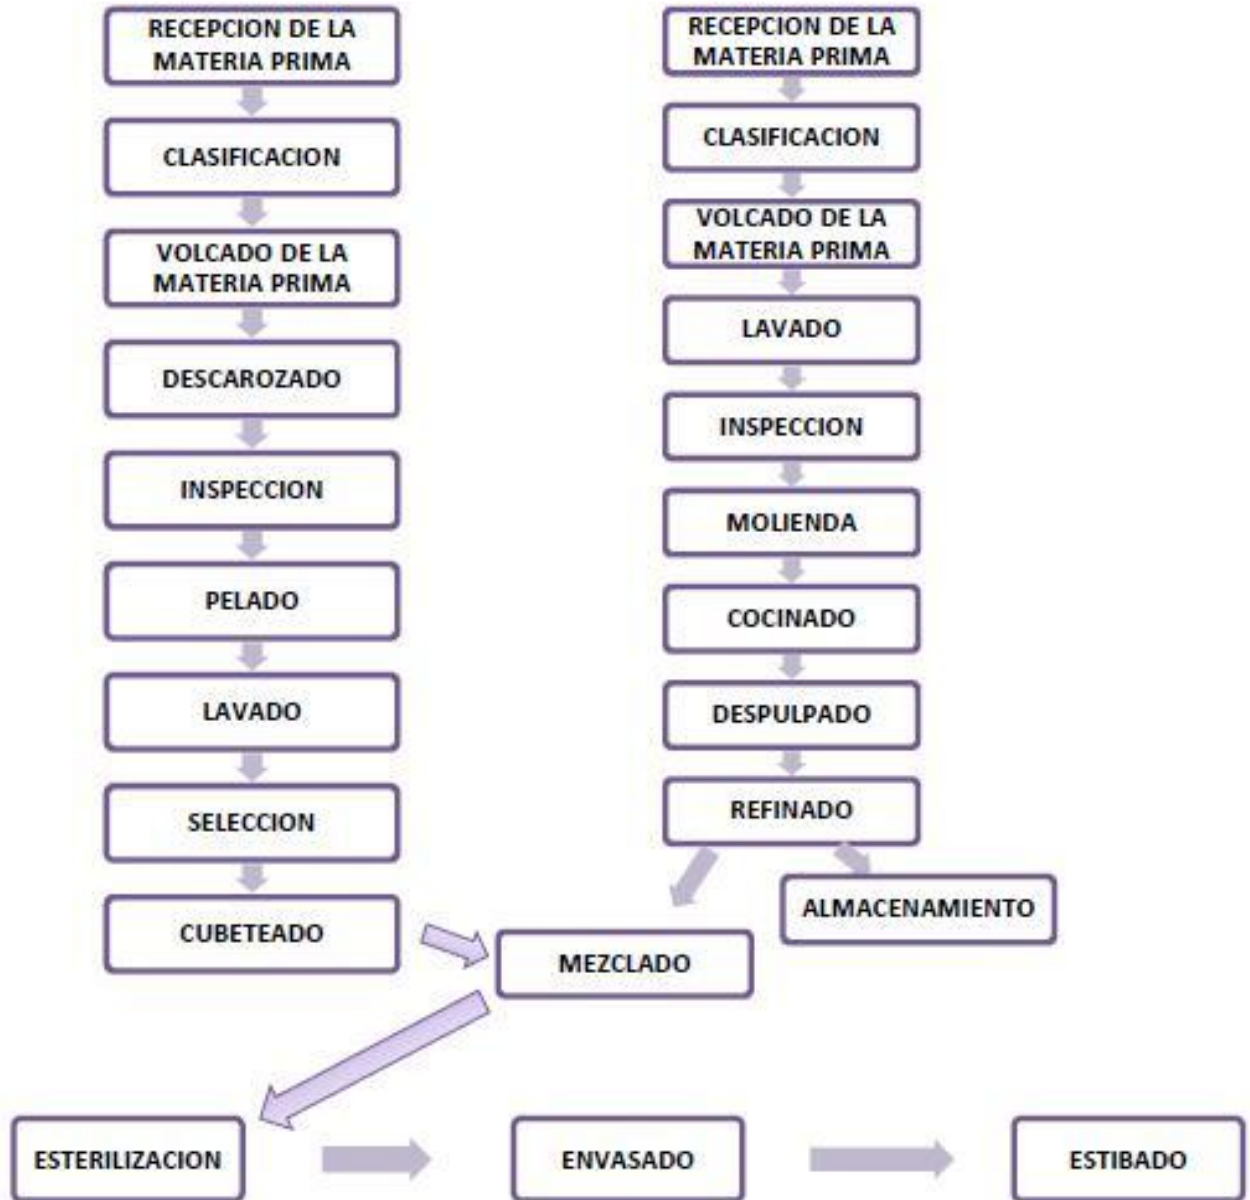 RECEPCION DE LA
MATERIA PRIMA
CLASIFICACION
VOLCADO DE LA
MATERIA PRIMA
DESCAROZADO
INSPECCION
PELADO
LAVADO
SELECCION
CUBETEADO
RECEPCION DE LA
MATERIA PRIMA
CLASIFICACION
VOLCADO DE LA
MATERIA PRIMA
LAVADO
INSPECCION
MOLIENDA
COCINADO
DESPULPADO
REFINADO
ALMACENAMIENTO
MEZCLADO
ESTERILIZACION
ENVASADO
ESTIBADO